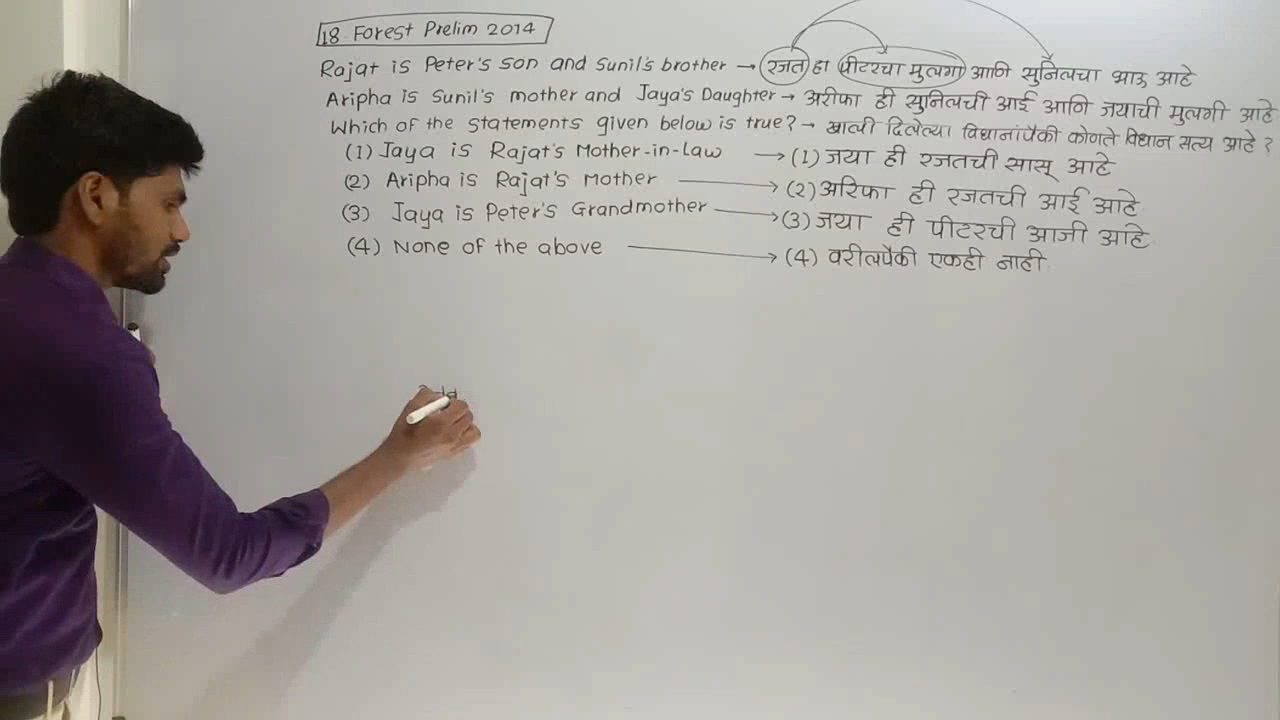 18. Forest Prelim 2014
Rajat is Peter's son and Sunil's brother → रजत हा पीटरचा मुलगा आणि सुनिलचा भाऊ आहे
Aripha is Sunil's mother and Jaya's Daughter → अरीफा ही सुनिलची आई आणि जयाची मुलगी आहे
Which of the statements given below is true? → खाली दिलेल्या विधानांपैकी कोणते विधान सत्य आहे ?
(1) Jaya is Rajat's Mother-in-law → (1) जया ही रजतची सासू आहे
(2) Aripha is Rajat's Mother → (2) अरिफा ही रजतची आई आहे
(3) Jaya is Peter's Grandmother → (3) जया ही पीटरची आजी आहे
(4) None of the above → (4) वरीलपैकी एकही नाही.